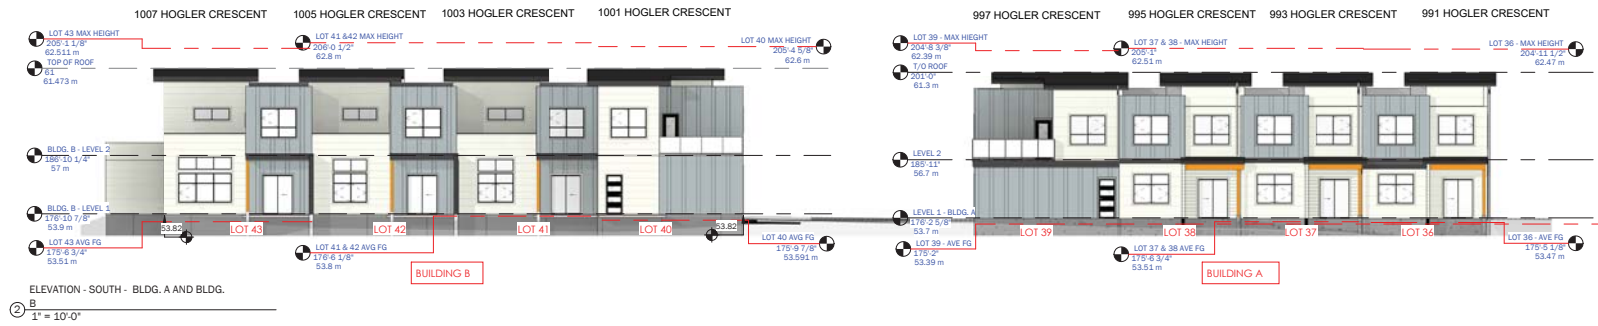 1007 HOGLER CRESCENT
1005 HOGLER CRESCENT
1003 HOGLER CRESCENT
1001 HOGLER CRESCENT
997 HOGLER CRESCENT
995 HOGLER CRESCENT
993 HOGLER CRESCENT
991 HOGLER CRESCENT
LOT 43 MAX HEIGHT
205'-1 1/8"
62.511 m
LOT 41 &42 MAX HEIGHT
206'-0 1/2"
62.8 m
LOT 40 MAX HEIGHT
205'-4 5/8"
62.6 m
TOP OF ROOF
61
61.473 m
BLDG. B - LEVEL 2
186'-10 1/4"
57 m
BLDG. B - LEVEL 1
176'-10 7/8"
53.9 m
LOT 43 AVG FG
175'-6 3/4"
53.51 m
53.82
LOT 43
LOT 42
LOT 41
LOT 40
53.82
LOT 41 & 42 AVG FG
176'-6 1/8"
53.8 m
LOT 40 AVG FG
175'-9 7/8"
53.591 m
BUILDING B
LOT 39 - MAX HEIGHT
204'-8 3/8"
62.39 m
LOT 37 & 38 - MAX HEIGHT
205'-1"
62.51 m
LOT 36 - MAX HEIGHT
204'-11 1/2"
62.47 m
T/O ROOF
201'-0"
61.3 m
LEVEL 2
185'-11"
56.7 m
LEVEL 1 - BLDG. A
176'-2 5/8"
53.7 m
LOT 39 - AVE FG
175'-2"
53.39 m
LOT 39
LOT 38
LOT 37
LOT 36
LOT 37 & 38 AVE FG
175'-6 3/4"
53.51 m
LOT 36 - AVE FG
175'-5 1/8"
53.47 m
BUILDING A
2
ELEVATION - SOUTH - BLDG. A AND BLDG.
B
1" = 10'-0"